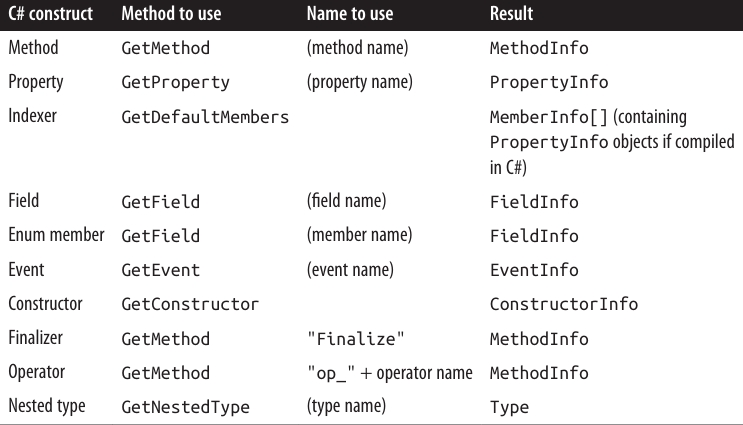 C# construct Method to use Name to use Result
Method GetMethod (method name) MethodInfo
Property GetProperty (property name) PropertyInfo
Indexer GetDefaultMembers MemberInfo[] (containing
PropertyInfo objects if compiled
in C#)
Field GetField (field name) FieldInfo
Enum member GetField (member name) FieldInfo
Event GetEvent (event name) EventInfo
Constructor GetConstructor ConstructorInfo
Finalizer GetMethod "Finalize" MethodInfo
Operator GetMethod "op_" + operator name MethodInfo
Nested type GetNestedType (type name) Type